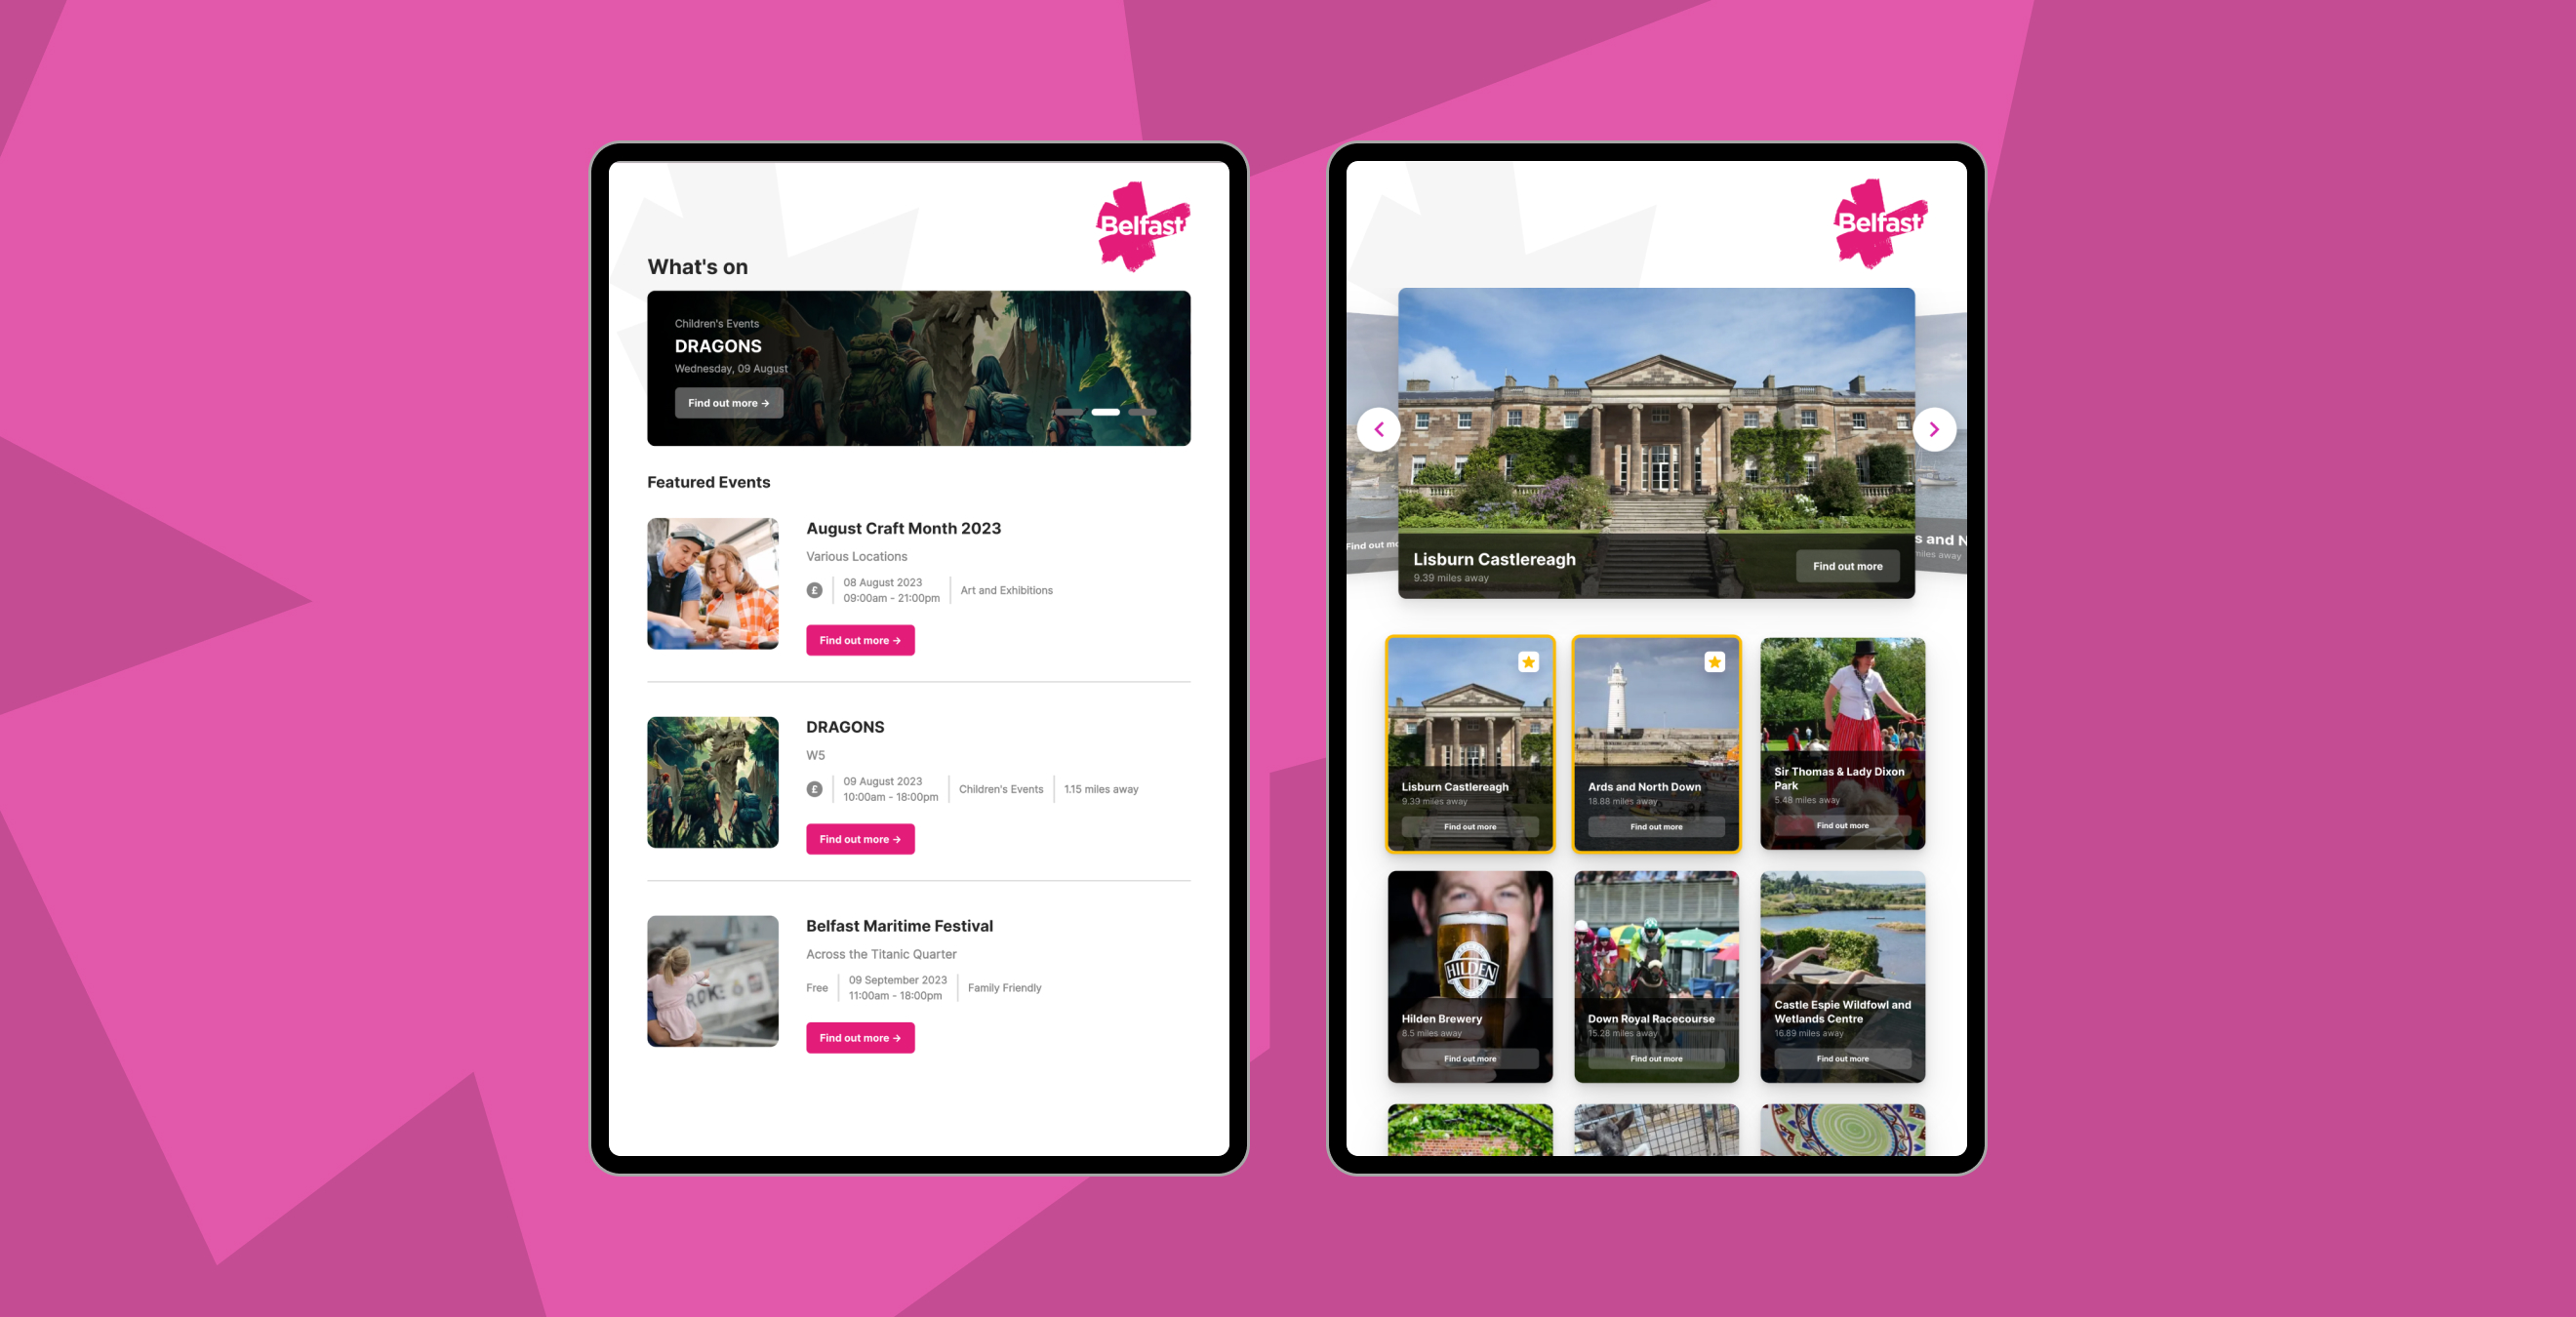 Belfast
What's on
Children's Events
DRAGONS
Wednesday, 09 August
Find out more →
Featured Events
August Craft Month 2023
Various Locations
£
08 August 2023
09:00am - 21:00pm
Art and Exhibitions
Find out more →
DRAGONS
W5
£
09 August 2023
10:00am - 18:00pm
Children's Events
1.15 miles away
Find out more →
Belfast Maritime Festival
Across the Titanic Quarter
Free
09 September 2023
11:00am - 18:00pm
Family Friendly
Find out more →
Belfast
Find out mo
Lisburn Castlereagh
9.39 miles away
Find out more
s and N
miles away
Lisburn Castlereagh
9.39 miles away
Find out more
Ards and North Down
18.88 miles away
Find out more
Sir Thomas & Lady Dixon
Park
5.48 miles away
Find out more
HILDEN
Hilden Brewery
8.5 miles away
Find out more
Down Royal Racecourse
15.28 miles away
Find out more
Castle Espie Wildfowl and
Wetlands Centre
16.89 miles away
Find out more